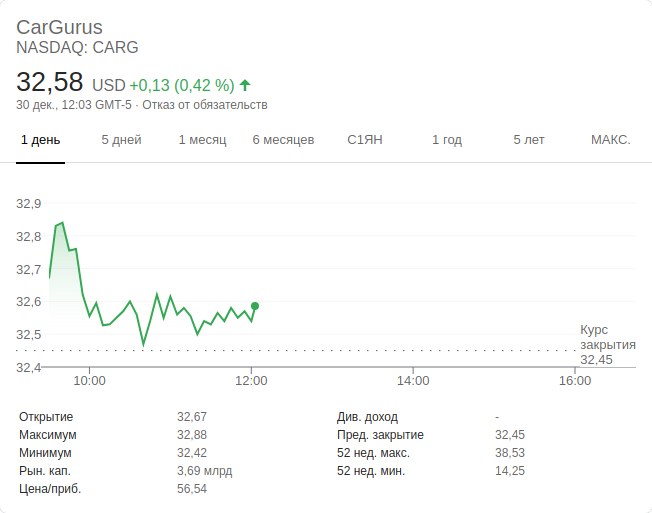 CarGurus
NASDAQ: CARG
32,58 USD +0,13 (0,42 %)
30 дек., 12:03 GMT-5 · Отказ от обязательств
1 день 5 дней 1 месяц 6 месяцев С1ЯН 1 год 5 лет МАКС.
32,9
32,8
32,7
32,6
32,5
32,4
Курс
закрытия
32,45
10:00 12:00 14:00 16:00
Открытие 32,67 Див. доход -
Максимум 32,88 Пред. закрытие 32,45
Минимум 32,42 52 нед. макс. 38,53
Рын. кап. 3,69 млрд 52 нед. мин. 14,25
Цена/приб. 56,54